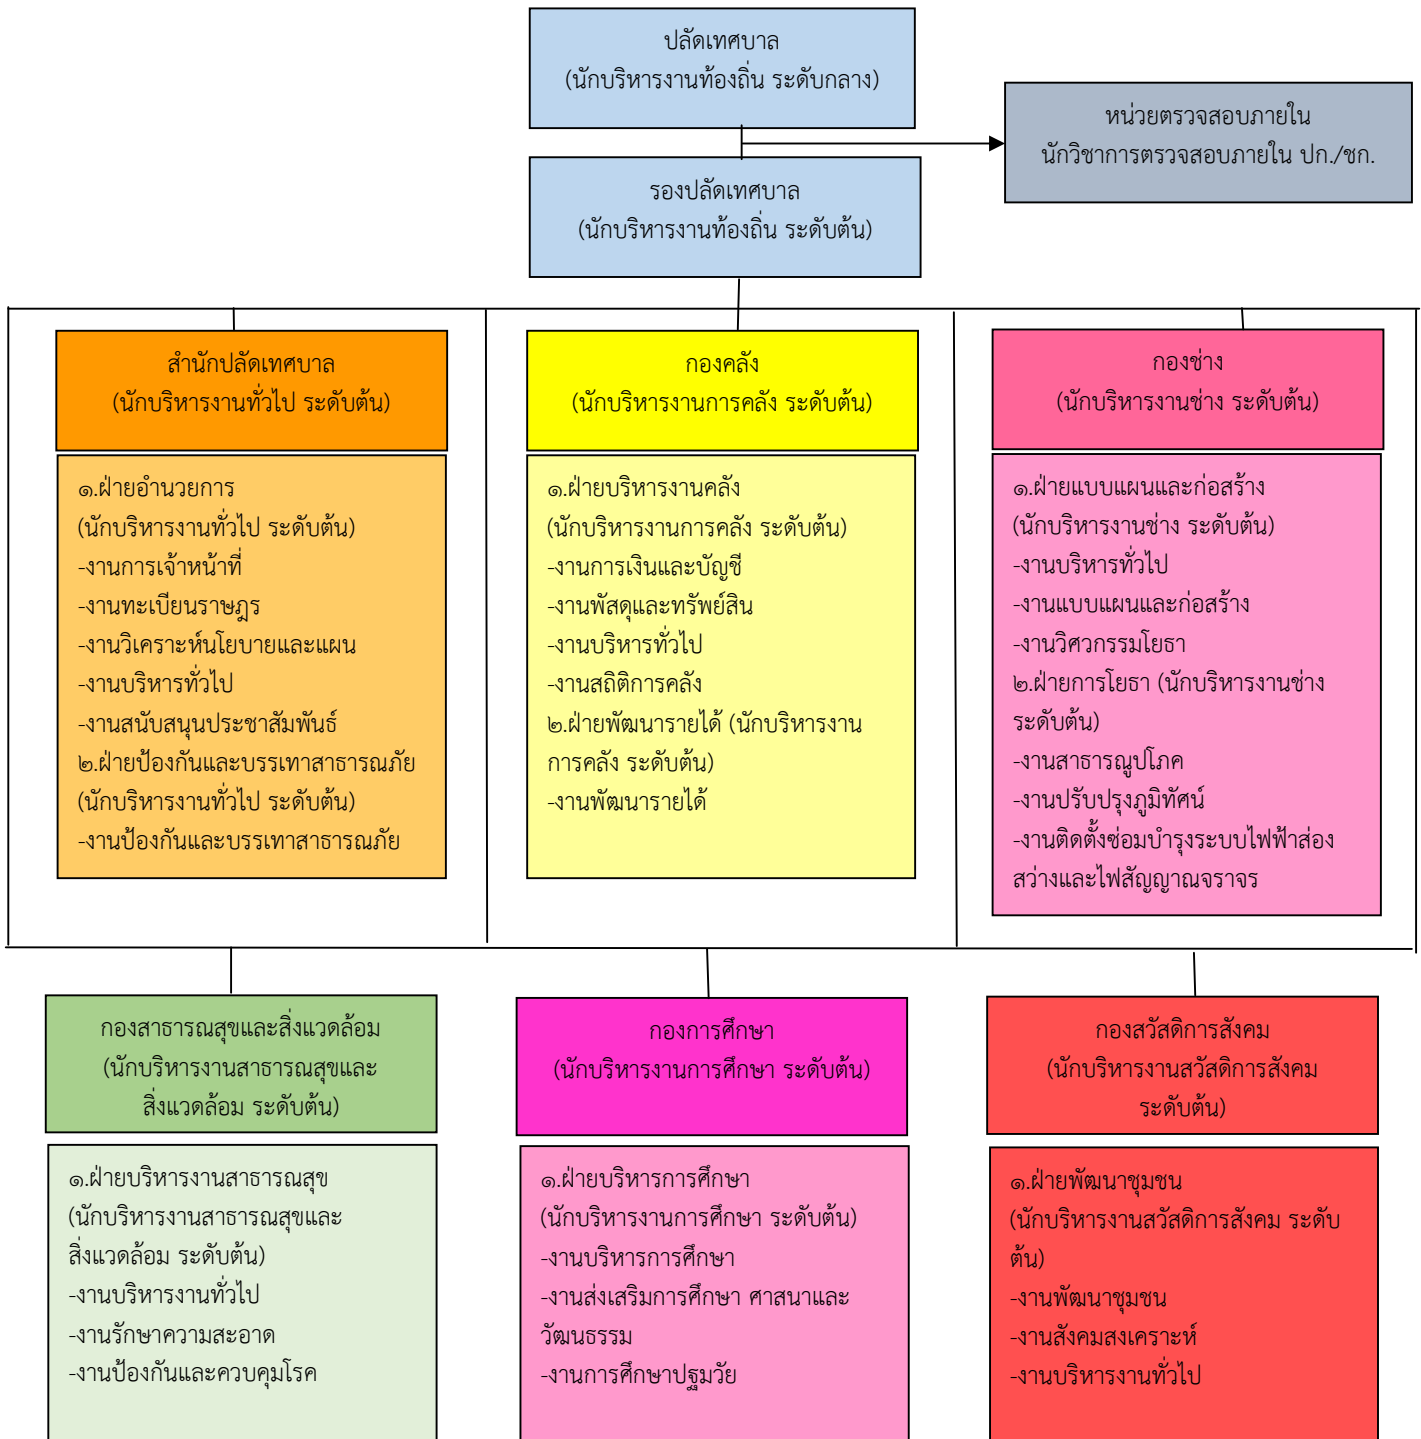 ปลัดเทศบาล
(นักบริหารงานท้องถิ่น ระดับกลาง)
หน่วยตรวจสอบภายใน
นักวิชาการตรวจสอบภายใน ปก./ชก.
รองปลัดเทศบาล
(นักบริหารงานท้องถิ่น ระดับต้น)
สำนักปลัดเทศบาล
(นักบริหารงานทั่วไป ระดับต้น)
๑.ฝ่ายอำนวยการ
(นักบริหารงานทั่วไป ระดับต้น)
-งานการเจ้าหน้าที่
-งานทะเบียนราษฎร
-งานวิเคราะห์นโยบายและแผน
-งานบริหารทั่วไป
-งานสนับสนุนประชาสัมพันธ์
๒.ฝ่ายป้องกันและบรรเทาสาธารณภัย
(นักบริหารงานทั่วไป ระดับต้น)
-งานป้องกันและบรรเทาสาธารณภัย
กองคลัง
(นักบริหารงานการคลัง ระดับต้น)
๑.ฝ่ายบริหารงานคลัง
(นักบริหารงานการคลัง ระดับต้น)
-งานการเงินและบัญชี
-งานพัสดุและทรัพย์สิน
-งานบริหารทั่วไป
-งานสถิติการคลัง
๒.ฝ่ายพัฒนารายได้ (นักบริหารงาน
การคลัง ระดับต้น)
-งานพัฒนารายได้
กองช่าง
(นักบริหารงานช่าง ระดับต้น)
๑.ฝ่ายแบบแผนและก่อสร้าง
(นักบริหารงานช่าง ระดับต้น)
-งานบริหารทั่วไป
-งานแบบแผนและก่อสร้าง
-งานวิศวกรรมโยธา
๒.ฝ่ายการโยธา (นักบริหารงานช่าง
ระดับต้น)
-งานสาธารณูปโภค
-งานปรับปรุงภูมิทัศน์
-งานติดตั้งซ่อมบำรุงระบบไฟฟ้าส่อง
สว่างและไฟสัญญาณจราจร
กองสาธารณสุขและสิ่งแวดล้อม
(นักบริหารงานสาธารณสุขและ
สิ่งแวดล้อม ระดับต้น)
๑.ฝ่ายบริหารงานสาธารณสุข
(นักบริหารงานสาธารณสุขและ
สิ่งแวดล้อม ระดับต้น)
-งานบริหารงานทั่วไป
-งานรักษาความสะอาด
-งานป้องกันและควบคุมโรค
กองการศึกษา
(นักบริหารงานการศึกษา ระดับต้น)
๑.ฝ่ายบริหารการศึกษา
(นักบริหารงานการศึกษา ระดับต้น)
-งานบริหารการศึกษา
-งานส่งเสริมการศึกษา ศาสนาและ
วัฒนธรรม
-งานการศึกษาปฐมวัย
กองสวัสดิการสังคม
(นักบริหารงานสวัสดิการสังคม
ระดับต้น)
๑.ฝ่ายพัฒนาชุมชน
(นักบริหารงานสวัสดิการสังคม ระดับ
ต้น)
-งานพัฒนาชุมชน
-งานสังคมสงเคราะห์
-งานบริหารงานทั่วไป